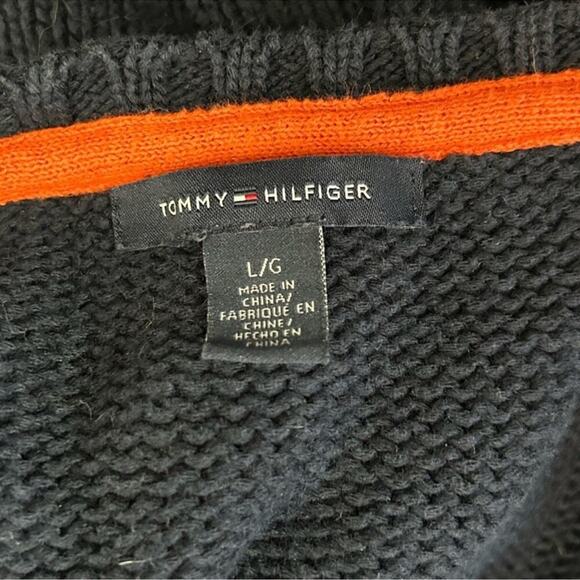 TOMMY HILFIGER
L/G
MADE IN
CHINA/
FABRIQUÉ EN
CHINE/
HECHO EN
CHINA